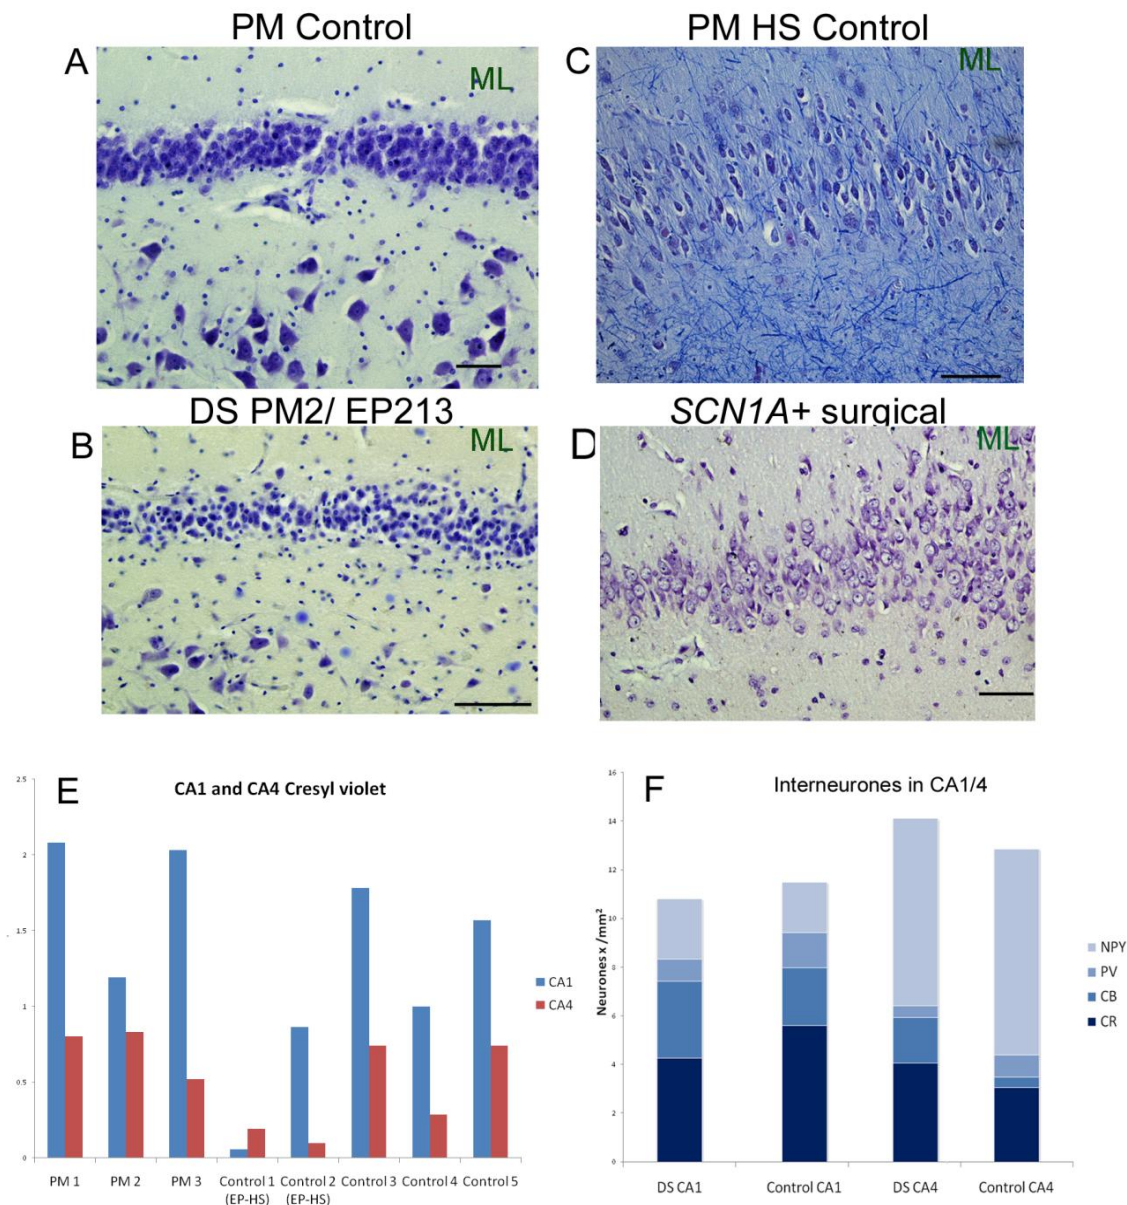 PM Control
A
ML
PM HS Control
C
ML
DS PM2/ EP213
B
ML
SCN1A+ surgical
D
ML
E
CA1 and CA4 Cresyl violet
2.5
2
1.5
1
0.5
0
PM 1
PM 2
PM 3
Control 1
(EP-HS)
Control 2
(EP-HS)
Control 3
Control 4
Control 5
CA1
CA4
F
Interneurones in CA1/4
Neurones x /mm²
16
14
12
10
8
6
4
2
0
DS CA1
Control CA1
DS CA4
Control CA4
NPY
PV
CB
CR